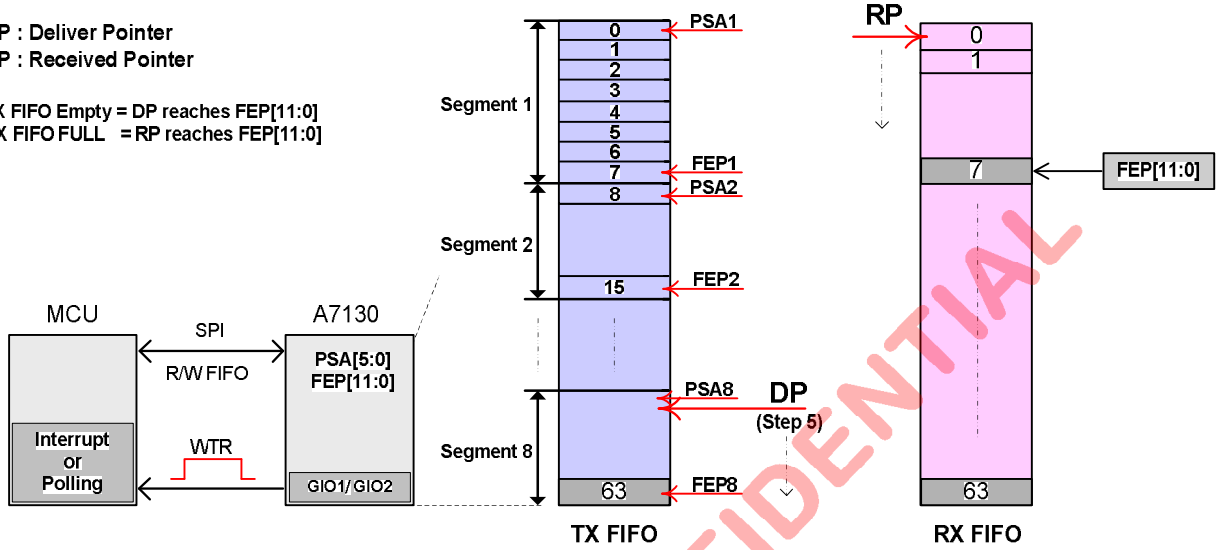 P : Deliver Pointer
P : Received Pointer
X FIFO Empty = DP reaches FEP[11:0]
X FIFO FULL = RP reaches FEP[11:0]
MCU
Interrupt
or
Polling
SPI
R/W FIFO
WTR
A7130
PSA[5:0]
FEP[11:0]
GIO1/GIO2
Segment 1
Segment 2
Segment 8
0
1
2
3
4
5
6
7
8
15
63
TX FIFO
PSA1
FEP1
PSA2
FEP2
PSA8
DP
(Step 5)
FEP8
RP
0
1
7
63
RX FIFO
FEP[11:0]
FIDENTIAL